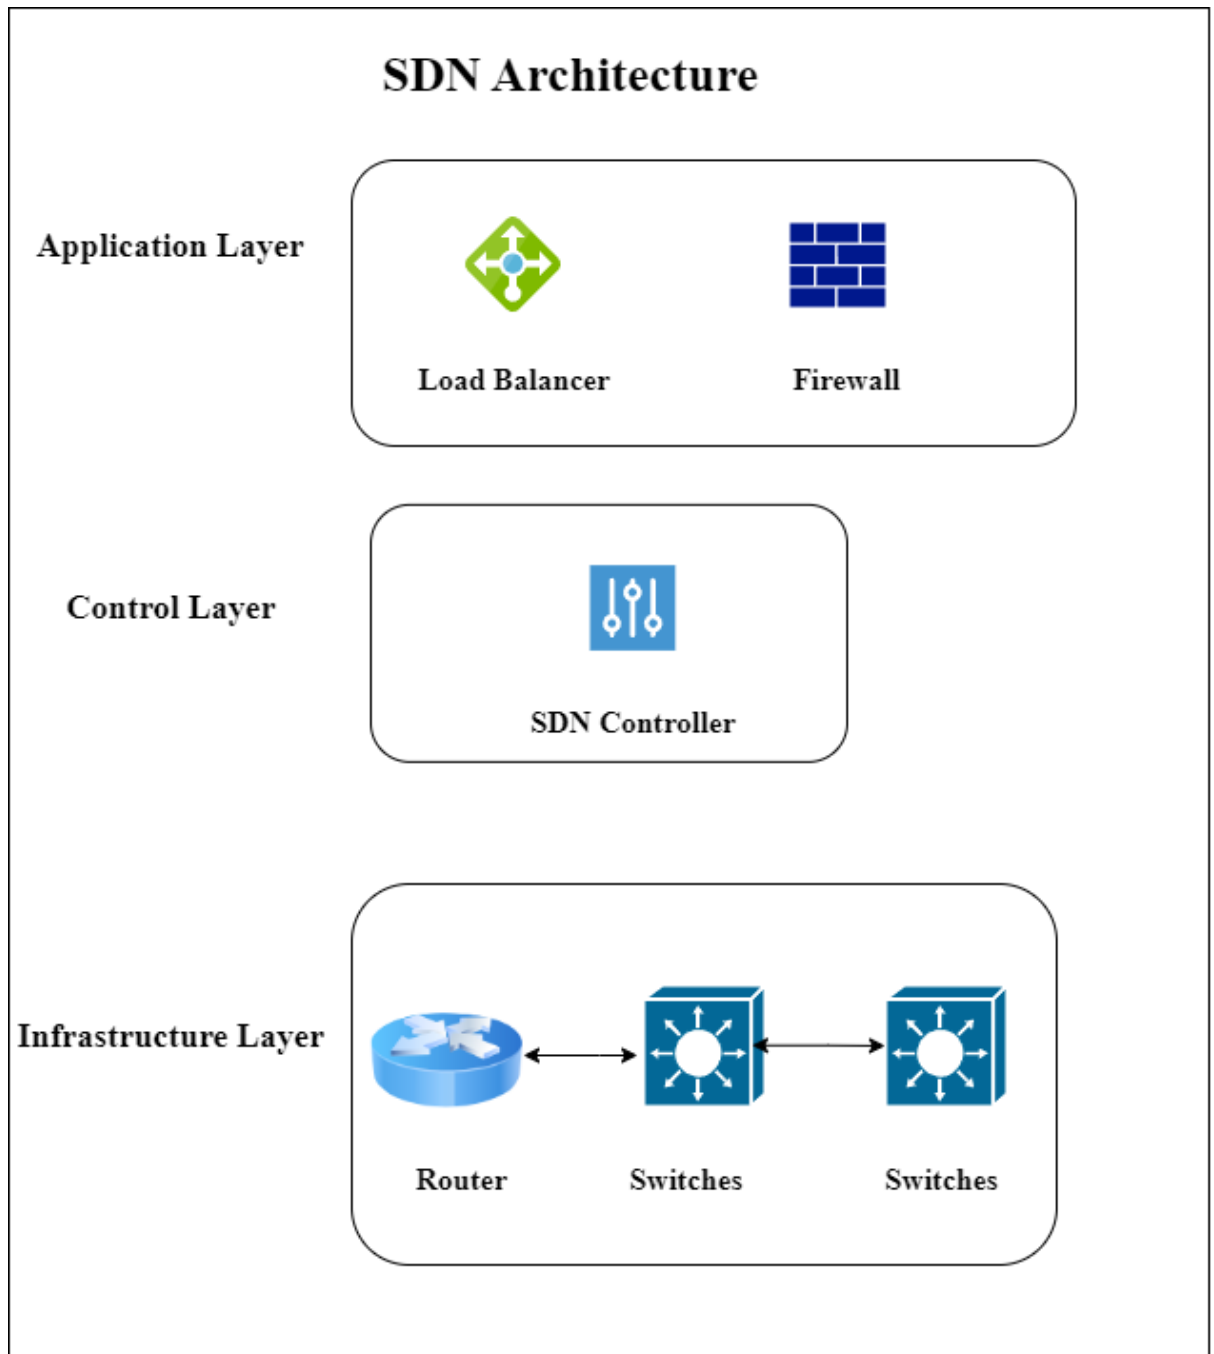 SDN Architecture
Application Layer
Load Balancer
Firewall
Control Layer
SDN Controller
Infrastructure Layer
Router
Switches
Switches